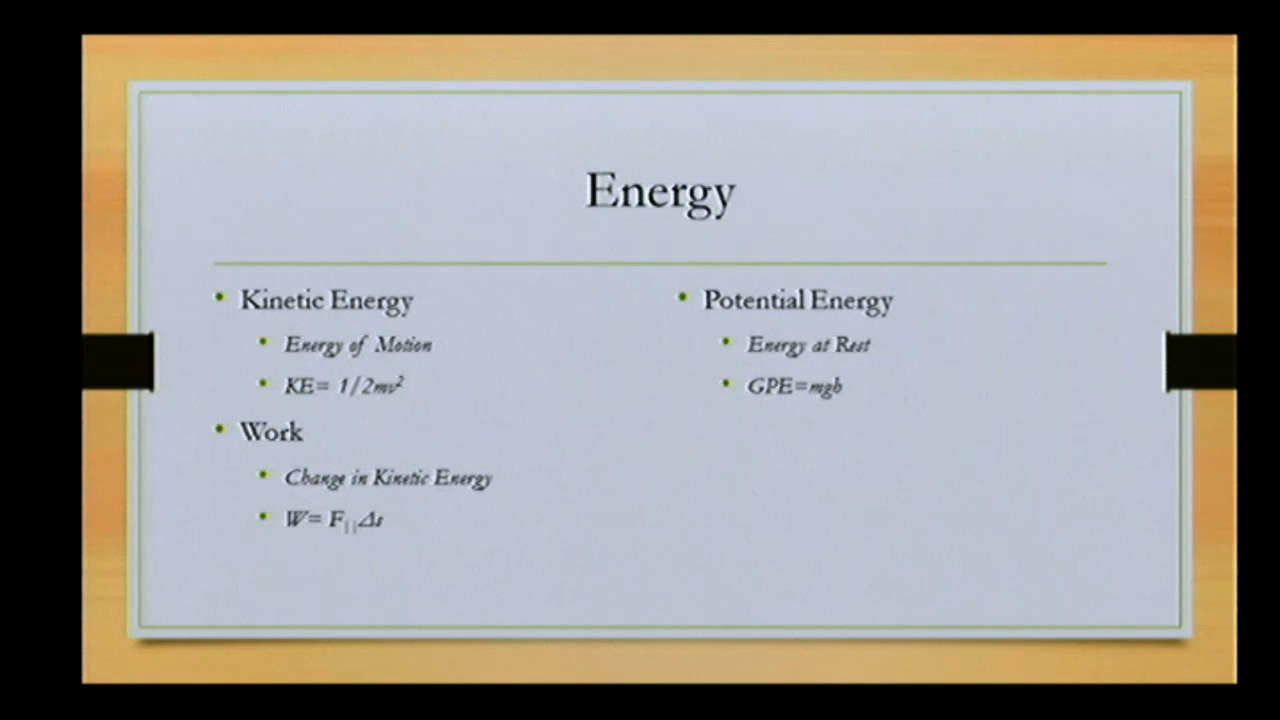 Energy
Kinetic Energy
Energy of Motion
KE= 1/2mv²
Work
Change in Kinetic Energy
W= F||Δs
Potential Energy
Energy at Rest
GPE=mgh